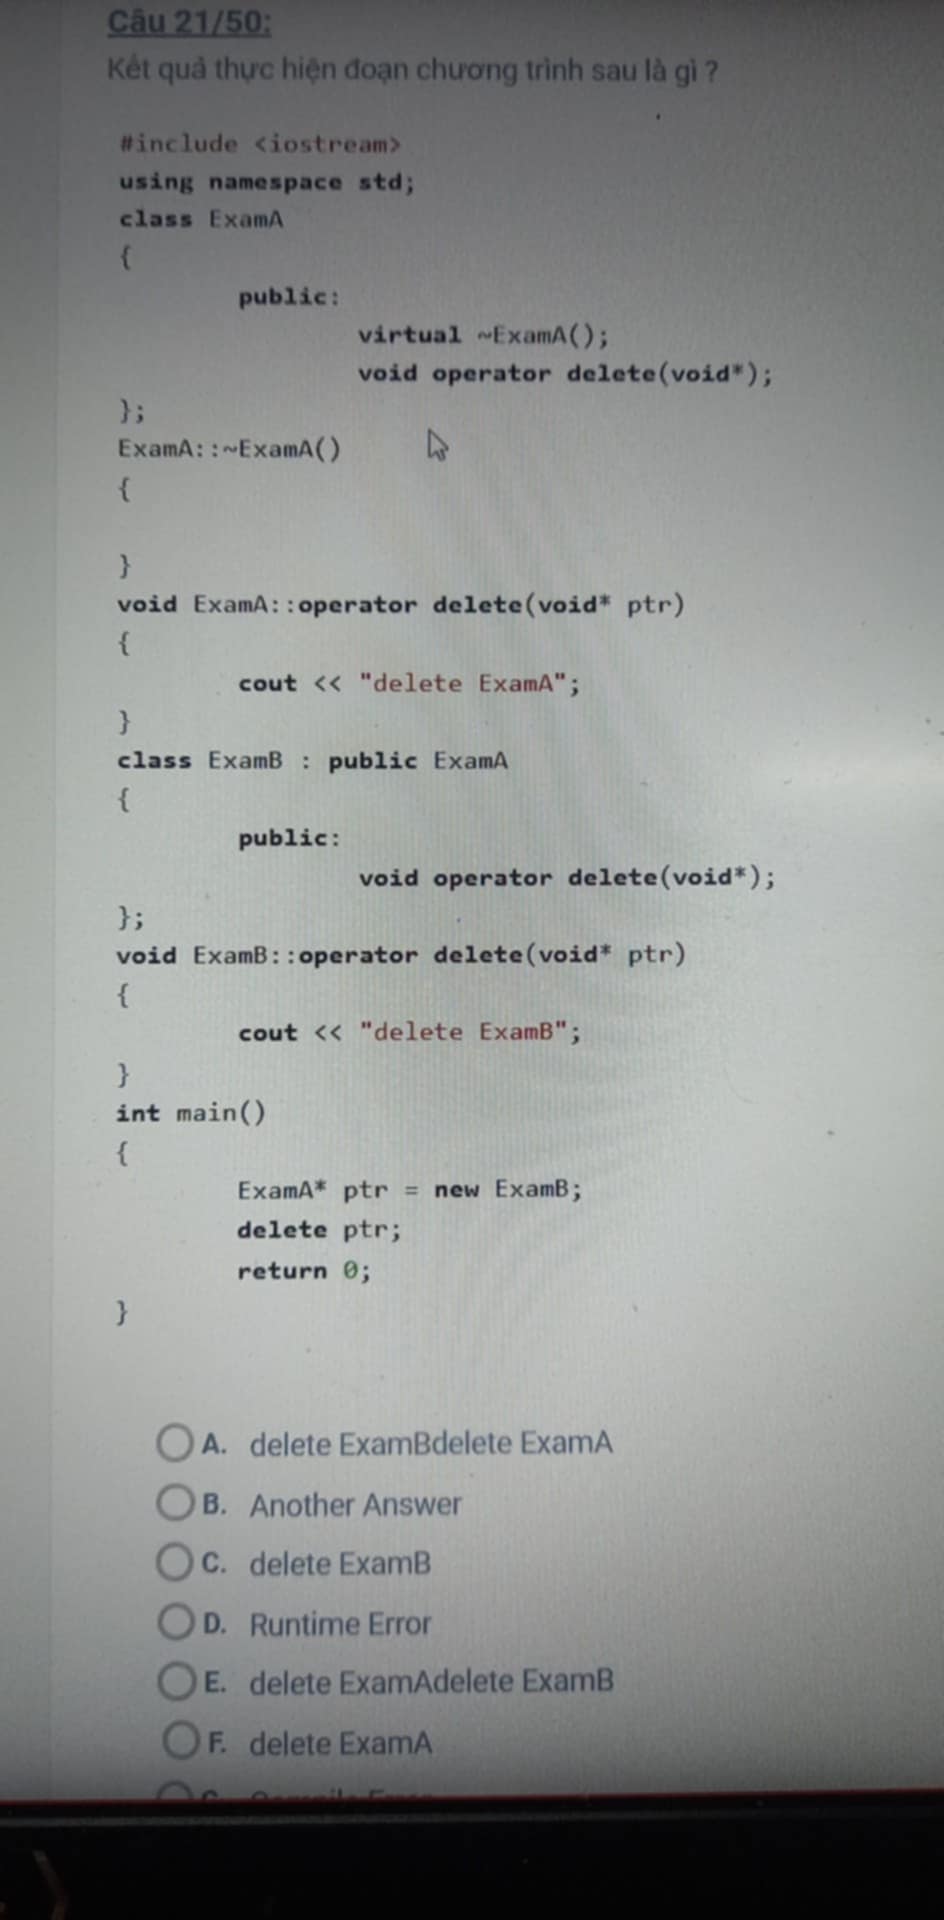 Câu 21/50:
Kết quả thực hiện đoạn chương trình sau là gì ?
#include <iostream>
using namespace std;
class ExamA
{
public:
virtual ~ExamA();
void operator delete(void*);
};
ExamA::~ExamA()
{
}
void ExamA::operator delete(void* ptr)
{
cout << "delete ExamA";
}
class ExamB : public ExamA
{
public:
void operator delete(void*);
};
void ExamB::operator delete(void* ptr)
{
cout << "delete ExamB";
}
int main()
{
ExamA* ptr = new ExamB;
delete ptr;
return 0;
}
A. delete ExamBdelete ExamA
B. Another Answer
C. delete ExamB
D. Runtime Error
E. delete ExamAdelete ExamB
F. delete ExamA